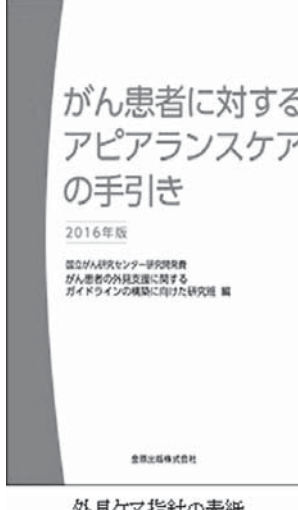 がん患者に対する
アピアランスケア
の手引き
2016年版
国立がん研究センター研究開発費
がん患者の外見支援に関する
ガイドラインの構築に向けた研究班 編
金原出版株式会社
外見ケア指針の表紙